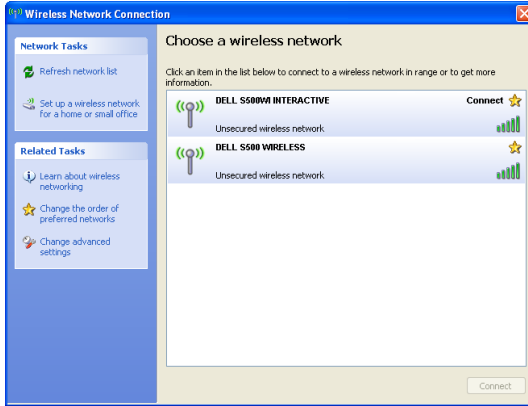 Wireless Network Connection
Network Tasks
Refresh network list
Set up a wireless network
for a home or small office
Related Tasks
Learn about wireless
networking
Change the order of
preferred networks
Change advanced
settings
Choose a wireless network
Click an item in the list below to connect to a wireless network in range or to get more
information.
DELL S500WI INTERACTIVE
Connect
Unsecured wireless network
DELL S500 WIRELESS
Unsecured wireless network
Connect